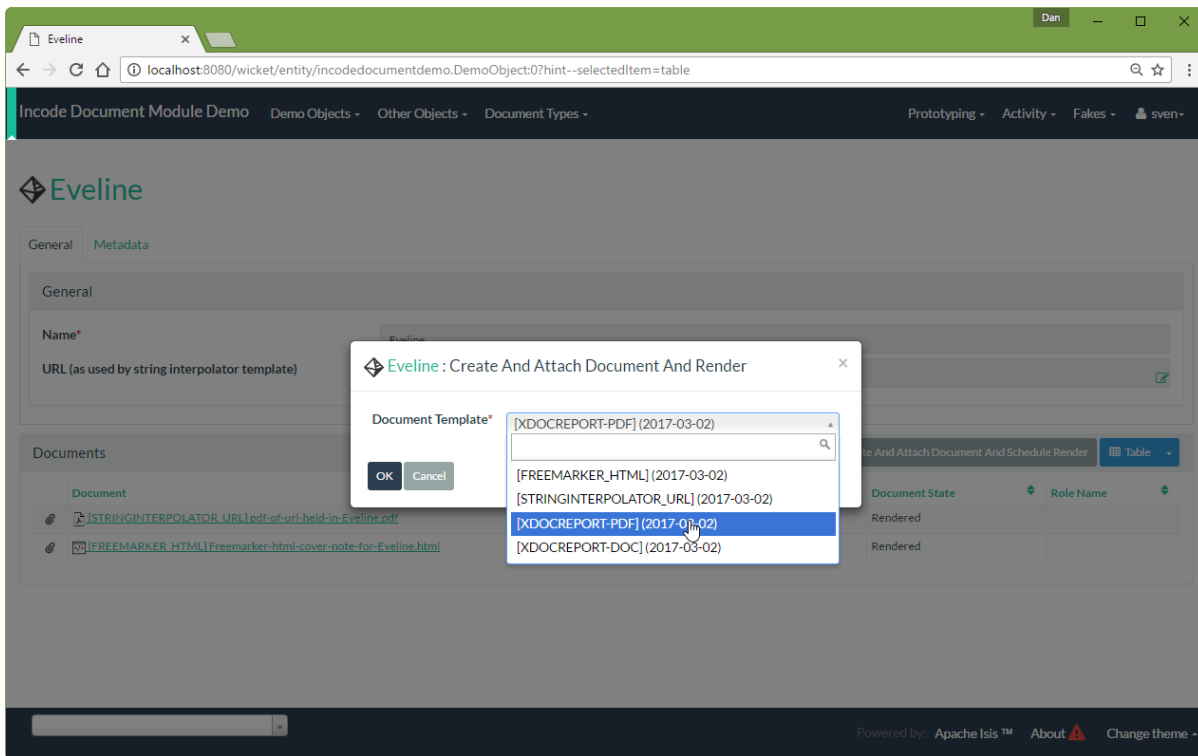 Dan
Eveline
localhost:8080/wicket/entity/incodedocumentdemo.DemoObject:0?hint--selectedItem=table
Incode Document Module Demo Demo Objects Other Objects Document Types Prototyping Activity Fakes sven
Eveline
General Metadata
General
Name* Eveline
URL (as used by string interpolator template)
Eveline : Create And Attach Document And Render ×
Document Template* [XDOCREPORT-PDF] (2017-03-02)
OK Cancel
[FREEMARKER_HTML] (2017-03-02)
[STRINGINTERPOLATOR_URL] (2017-03-02)
[XDOCREPORT-PDF] (2017-03-02)
[XDOCREPORT-DOC] (2017-03-02)
Documents And Attach Document And Schedule Render Table
Document Document State Role Name
[STRINGINTERPOLATOR_URL] pdf-of-url-held-in-Eveline.pdf Rendered
[FREEMARKER_HTML] Freemarker-html-cover-note-for-Eveline.html Rendered
Powered by: Apache Isis ™ About Change theme